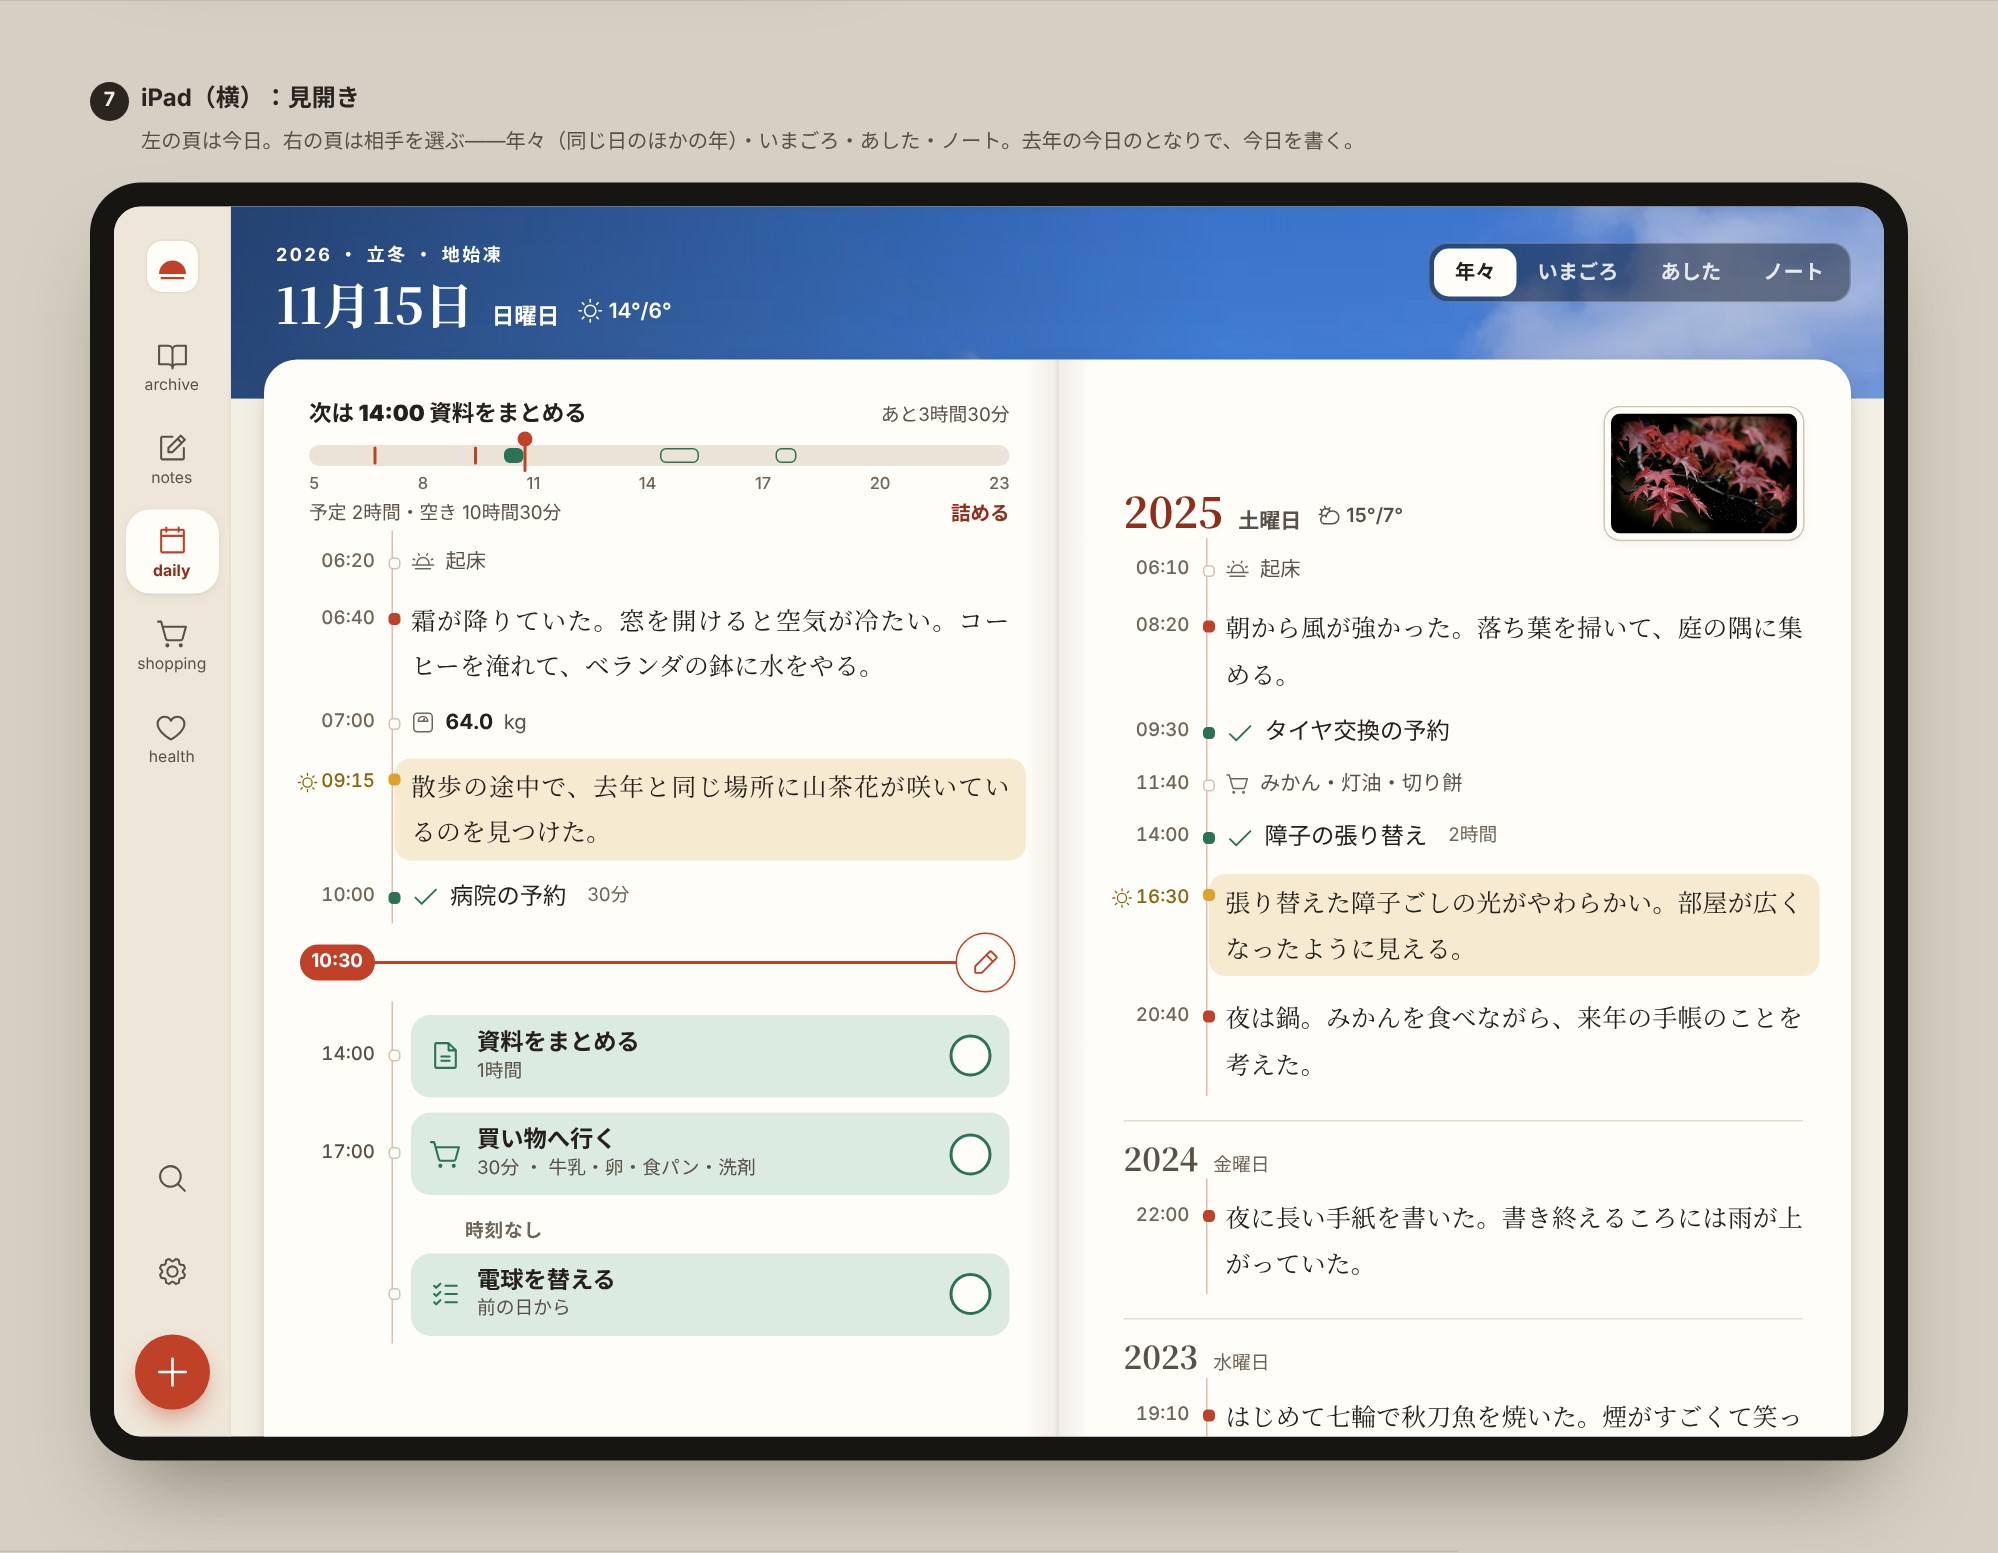 7 iPad（横）：見開き
左の頁は今日。右の頁は相手を選ぶ——年々（同じ日のほかの年）・いまごろ・あした・ノート。去年の今日のとなりで、今日を書く。
archive
notes
daily
shopping
health
2026 ・ 立冬 ・ 地始凍
11月15日 日曜日 14°/6°
年々 いまごろ あした ノート
次は 14:00 資料をまとめる あと3時間30分
5 8 11 14 17 20 23
予定 2時間・空き 10時間30分 詰める
06:20 起床
06:40 霜が降りていた。窓を開けると空気が冷たい。コー
ヒーを淹れて、ベランダの鉢に水をやる。
07:00 64.0 kg
09:15 散歩の途中で、去年と同じ場所に山茶花が咲いてい
るのを見つけた。
10:00 病院の予約 30分
10:30
14:00 資料をまとめる
1時間
17:00 買い物へ行く
30分 ・ 牛乳・卵・食パン・洗剤
時刻なし
電球を替える
前の日から
2025 土曜日 15°/7°
06:10 起床
08:20 朝から風が強かった。落ち葉を掃いて、庭の隅に集
める。
09:30 タイヤ交換の予約
11:40 みかん・灯油・切り餅
14:00 障子の張り替え 2時間
16:30 張り替えた障子ごしの光がやわらかい。部屋が広く
なったように見える。
20:40 夜は鍋。みかんを食べながら、来年の手帳のことを
考えた。
2024 金曜日
22:00 夜に長い手紙を書いた。書き終えるころには雨が上
がっていた。
2023 水曜日
19:10 はじめて七輪で秋刀魚を焼いた。煙がすごくて笑っ